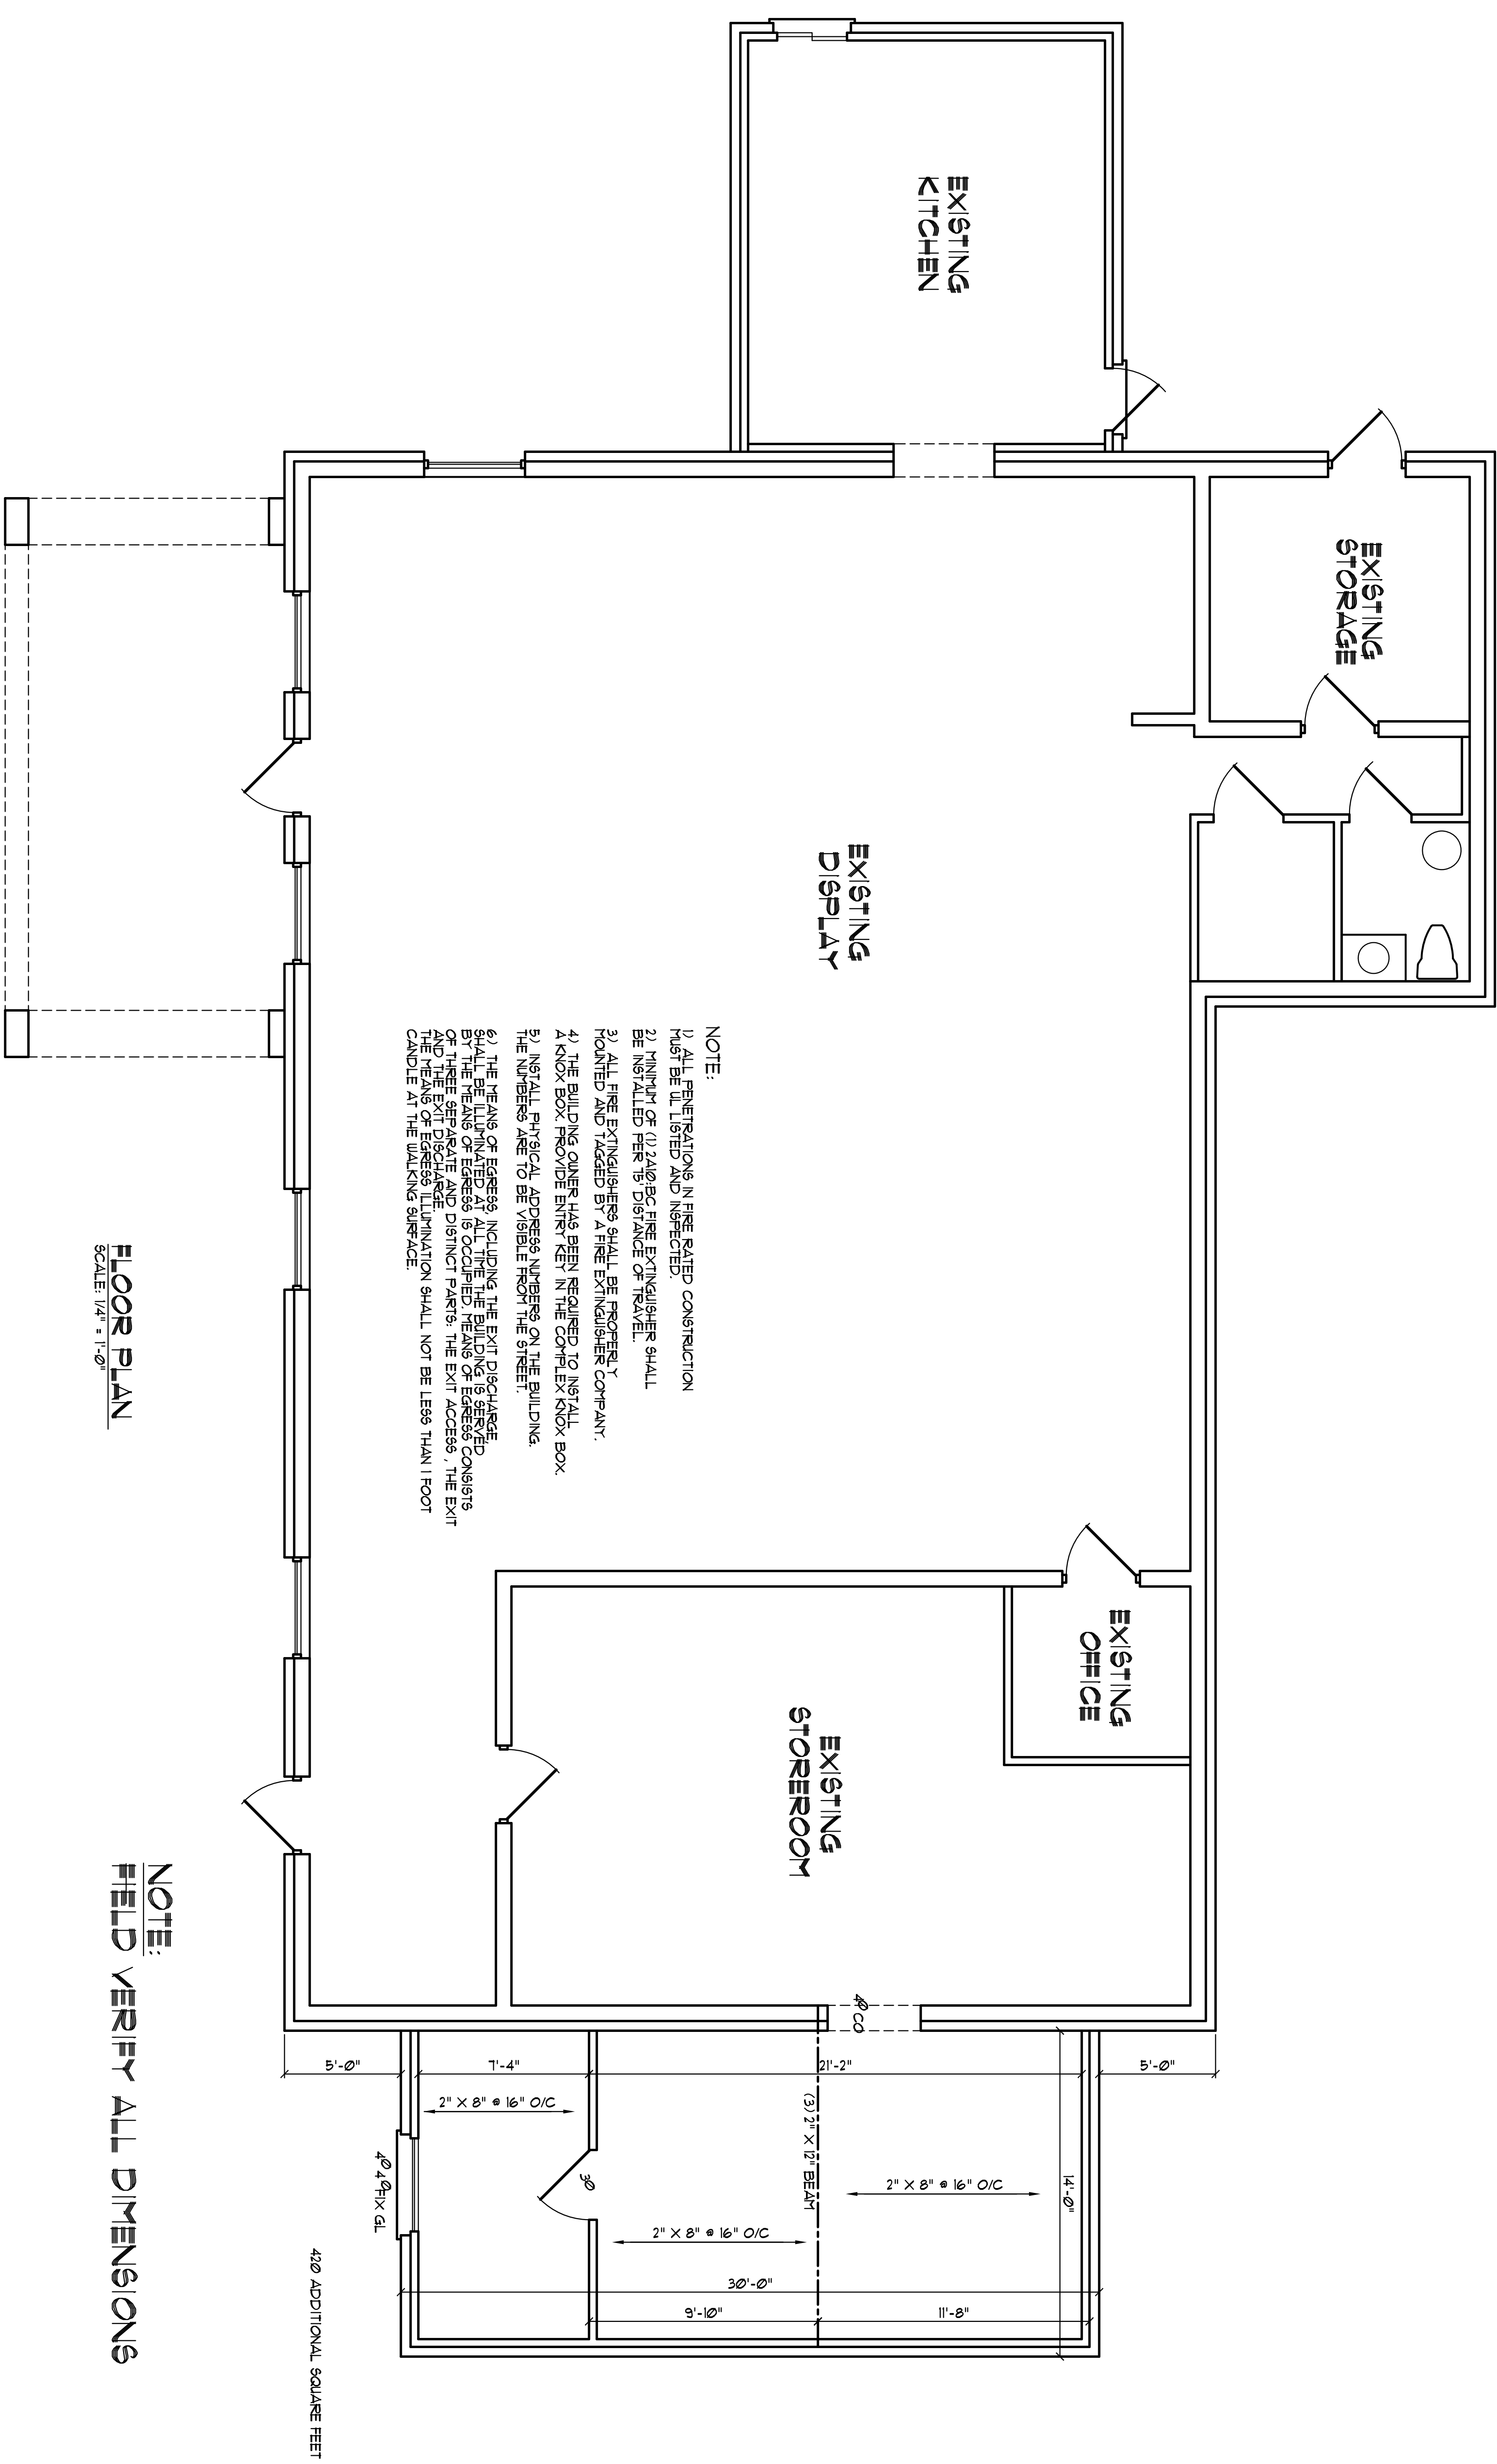 EXISTING
KITCHEN
EXISTING
STORAGE
EXISTING
DISPLAY
NOTE:
1) ALL PENETRATIONS IN FIRE RATED CONSTRUCTION
MUST BE UL LISTED AND INSPECTED.
2) MINIMUM OF (1) 2A10:BC FIRE EXTINGUISHER SHALL
BE INSTALLED PER 75' DISTANCE OF TRAVEL.
3) ALL FIRE EXTINGUISHERS SHALL BE PROPERLY
MOUNTED AND TAGGED BY A FIRE EXTINGUISHER COMPANY.
4) THE BUILDING OWNER HAS BEEN REQUIRED TO INSTALL
A KNOX BOX. PROVIDE ENTRY KEY IN THE COMPLEX KNOX BOX.
5) INSTALL PHYSICAL ADDRESS NUMBERS ON THE BUILDING.
THE NUMBERS ARE TO BE VISIBLE FROM THE STREET.
6) THE MEANS OF EGRESS, INCLUDING THE EXIT DISCHARGE,
SHALL BE ILLUMINATED AT ALL TIME THE BUILDING IS SERVED
BY THE MEANS OF EGRESS IS OCCUPIED. MEANS OF EGRESS CONSISTS
OF THREE SEPARATE AND DISTINCT PARTS: THE EXIT ACCESS , THE EXIT
AND THE EXIT DISCHARGE.
THE MEANS OF EGRESS ILLUMINATION SHALL NOT BE LESS THAN 1 FOOT
CANDLE AT THE WALKING SURFACE.
EXISTING
OFFICE
EXISTING
STOREROOM
40 CO
5'-0"
7'-4"
21'-2"
5'-0"
2" X 8" @ 16" O/C
(3) 2" X 12" BEAM
2" X 8" @ 16" O/C
14'-0"
30
4040 FIX GL
2" X 8" @ 16" O/C
30'-0"
9'-10"
11'-8"
420 ADDITIONAL SQUARE FEET
FLOOR PLAN
SCALE: 1/4" = 1'-0"
NOTE:
FIELD VERIFY ALL DIMENSIONS